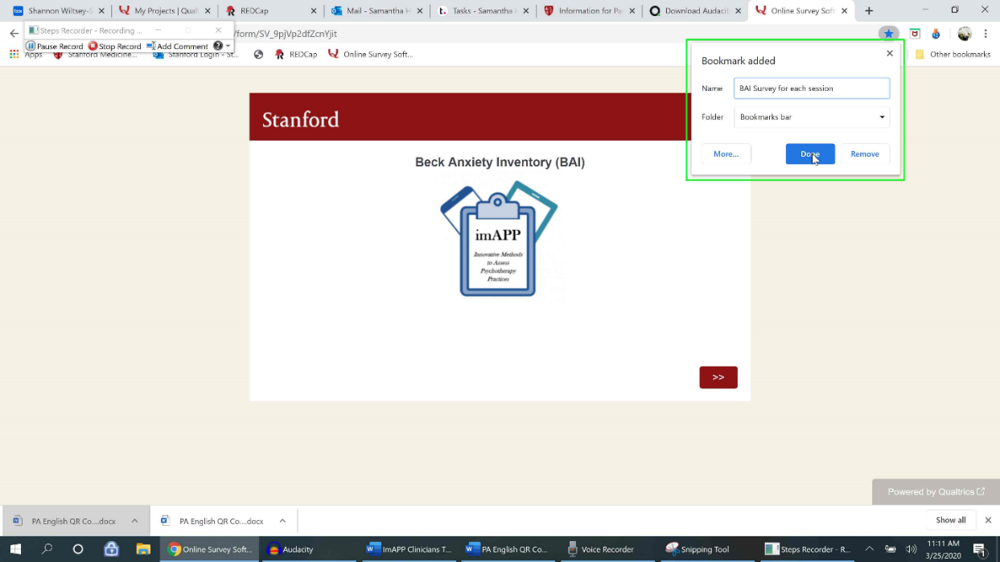 Shannon Wiltsey-S
My Projects | Qualt
REDCap
Mail - Samantha H
Tasks - Samantha
Information for Pa
Download Audacit
Online Survey Soft
Steps Recorder - Recording ...
/form/SV_9pjVp2dfZcnYjit
Pause Record
Stop Record
Add Comment
Apps
Stanford Medicine...
Stanford Login - St...
REDCap
Online Survey Soft...
Other bookmarks
Bookmark added
Name
BAI Survey for each session
Folder
Bookmarks bar
More...
Done
Remove
Stanford
Beck Anxiety Inventory (BAI)
imAPP
Innovative Methods
to Assess
Psychotherapy
Practices
>>
Powered by Qualtrics
PA English QR Co....docx
PA English QR Co....docx
Show all
Online Survey Soft...
Audacity
ImAPP Clinicians T...
PA English QR Co...
Voice Recorder
Snipping Tool
Steps Recorder - R...
11:11 AM
3/25/2020